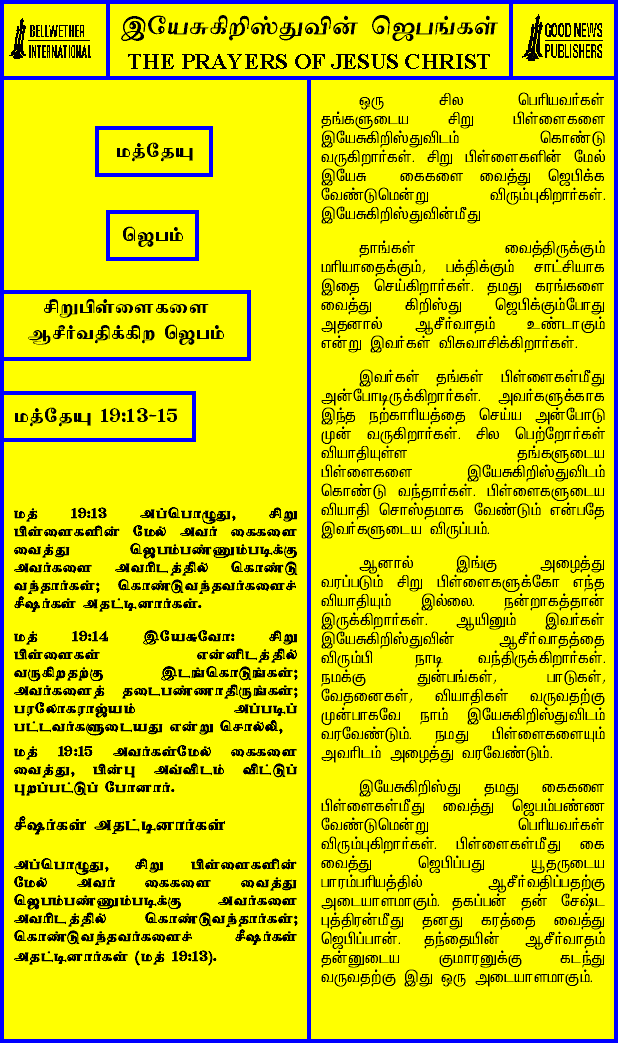 BELLWETHER
INTERNATIONAL
இயேசுகிறிஸ்துவின் ஜெபங்கள்
THE PRAYERS OF JESUS CHRIST
GOOD NEWS
PUBLISHERS
மத்தேயு
ஜெபம்
சிறுபிள்ளைகளை
ஆசீர்வதிக்கிற ஜெபம்
மத்தேயு 19:13-15
மத் 19:13 அப்பொழுது, சிறு
பிள்ளைகளின் மேல் அவர் கைகளை
வைத்து ஜெபம்பண்ணும்படிக்கு
அவர்களை அவரிடத்தில் கொண்டு
வந்தார்கள்; கொண்டுவந்தவர்களைச்
சீஷர்கள் அதட்டினார்கள்.
மத் 19:14 இயேசுவோ: சிறு
பிள்ளைகள் என்னிடத்தில்
வருகிறதற்கு இடங்கொடுங்கள்;
அவர்களைத் தடைபண்ணாதிருங்கள்;
பரலோகராஜ்யம் அப்படிப்
பட்டவர்களுடையது என்று சொல்லி,
மத் 19:15 அவர்கள்மேல் கைகளை
வைத்து, பின்பு அவ்விடம் விட்டுப்
புறப்பட்டுப் போனார்.
சீஷர்கள் அதட்டினார்கள்
அப்பொழுது, சிறு பிள்ளைகளின்
மேல் அவர் கைகளை வைத்து
ஜெபம்பண்ணும்படிக்கு அவர்களை
அவரிடத்தில் கொண்டுவந்தார்கள்;
கொண்டுவந்தவர்களைச் சீஷர்கள்
அதட்டினார்கள் (மத் 19:13).
ஒரு சில பெரியவர்கள்
தங்களுடைய சிறு பிள்ளைகளை
இயேசுகிறிஸ்துவிடம் கொண்டு
வருகிறார்கள். சிறு பிள்ளைகளின் மேல்
இயேசு கைகளை வைத்து ஜெபிக்க
வேண்டுமென்று விரும்புகிறார்கள்.
இயேசுகிறிஸ்துவின்மீது
தாங்கள் வைத்திருக்கும்
மரியாதைக்கும், பக்திக்கும் சாட்சியாக
இதை செய்கிறார்கள். தமது கரங்களை
வைத்து கிறிஸ்து ஜெபிக்கும்போது
அதனால் ஆசீர்வாதம் உண்டாகும்
என்று இவர்கள் விசுவாசிக்கிறார்கள்.
இவர்கள் தங்கள் பிள்ளைகள்மீது
அன்போடிருக்கிறார்கள். அவர்களுக்காக
இந்த நற்காரியத்தை செய்ய அன்போடு
முன் வருகிறார்கள். சில பெற்றோர்கள்
வியாதியுள்ள தங்களுடைய
பிள்ளைகளை இயேசுகிறிஸ்துவிடம்
கொண்டு வந்தார்கள். பிள்ளைகளுடைய
வியாதி சொஸ்தமாக வேண்டும் என்பதே
இவர்களுடைய விருப்பம்.
ஆனால் இங்கு அழைத்து
வரப்படும் சிறு பிள்ளைகளுக்கோ எந்த
வியாதியும் இல்லை. நன்றாகத்தான்
இருக்கிறார்கள். ஆயினும் இவர்கள்
இயேசுகிறிஸ்துவின் ஆசீர்வாதத்தை
விரும்பி நாடி வந்திருக்கிறார்கள்.
நமக்கு துன்பங்கள், பாடுகள்,
வேதனைகள், வியாதிகள் வருவதற்கு
முன்பாகவே நாம் இயேசுகிறிஸ்துவிடம்
வரவேண்டும். நமது பிள்ளைகளையும்
அவரிடம் அழைத்து வரவேண்டும்.
இயேசுகிறிஸ்து தமது கைகளை
பிள்ளைகள்மீது வைத்து ஜெபம்பண்ண
வேண்டுமென்று பெரியவர்கள்
விரும்புகிறார்கள். பிள்ளைகள்மீது கை
வைத்து ஜெபிப்பது யூதருடைய
பாரம்பரியத்தில் ஆசீர்வதிப்பதற்கு
அடையாளமாகும். தகப்பன் தன் சேஷ்ட
புத்திரன்மீது தனது கரத்தை வைத்து
ஜெபிப்பான். தந்தையின் ஆசீர்வாதம்
தன்னுடைய குமாரனுக்கு கடந்து
வருவதற்கு இது ஒரு அடையாளமாகும்.